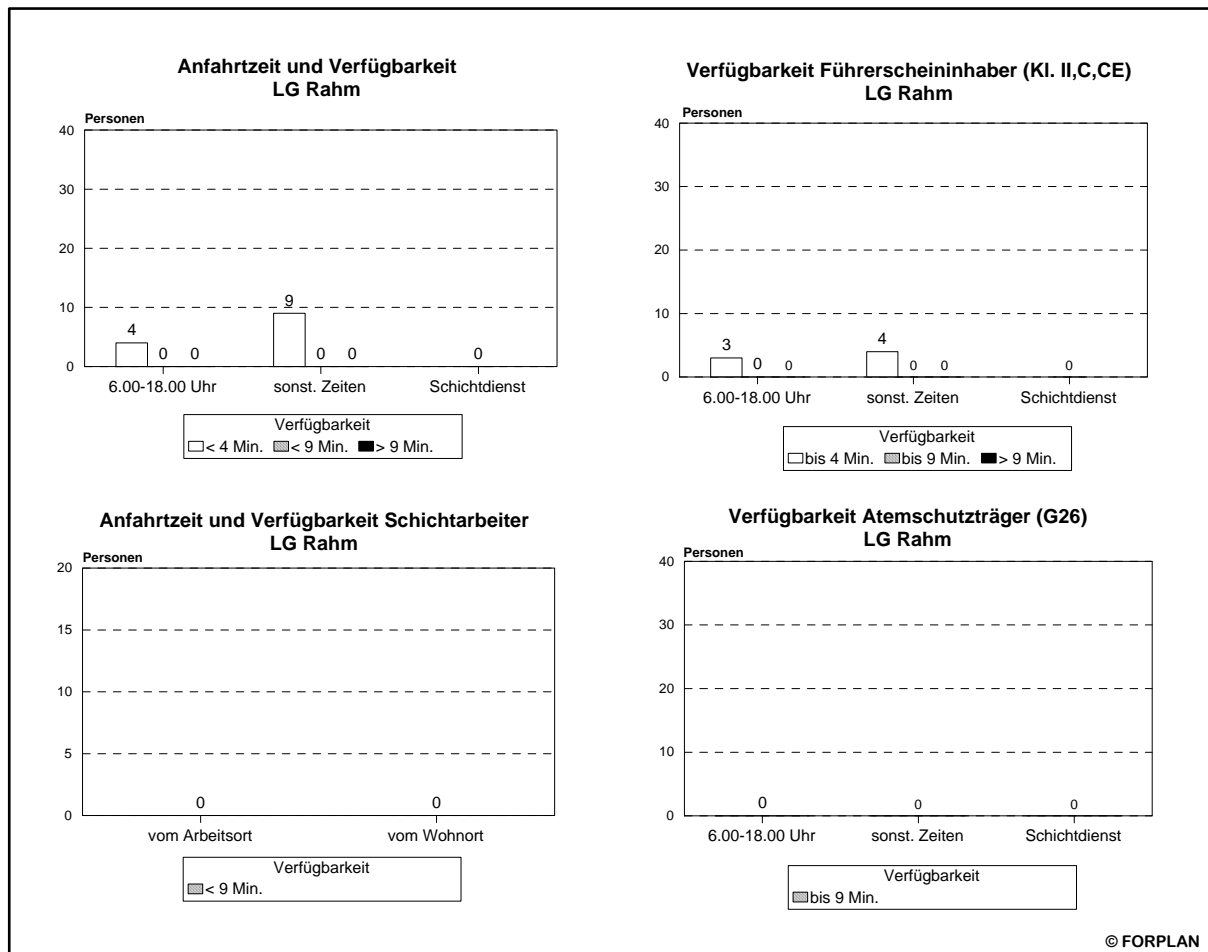 Anfahrtzeit und Verfügbarkeit
LG Rahm
Personen
40
30
20
10
0
4
0
0
9
0
0
0
6.00-18.00 Uhr
sonst. Zeiten
Schichtdienst
Verfügbarkeit
< 4 Min.
< 9 Min.
> 9 Min.
Verfügbarkeit Führerscheininhaber (Kl. II,C,CE)
LG Rahm
Personen
40
30
20
10
0
3
0
0
4
0
0
0
6.00-18.00 Uhr
sonst. Zeiten
Schichtdienst
Verfügbarkeit
bis 4 Min.
bis 9 Min.
> 9 Min.
Anfahrtzeit und Verfügbarkeit Schichtarbeiter
LG Rahm
Personen
20
15
10
5
0
0
0
vom Arbeitsort
vom Wohnort
Verfügbarkeit
< 9 Min.
Verfügbarkeit Atemschutzträger (G26)
LG Rahm
Personen
40
30
20
10
0
0
0
0
6.00-18.00 Uhr
sonst. Zeiten
Schichtdienst
Verfügbarkeit
bis 9 Min.
© FORPLAN